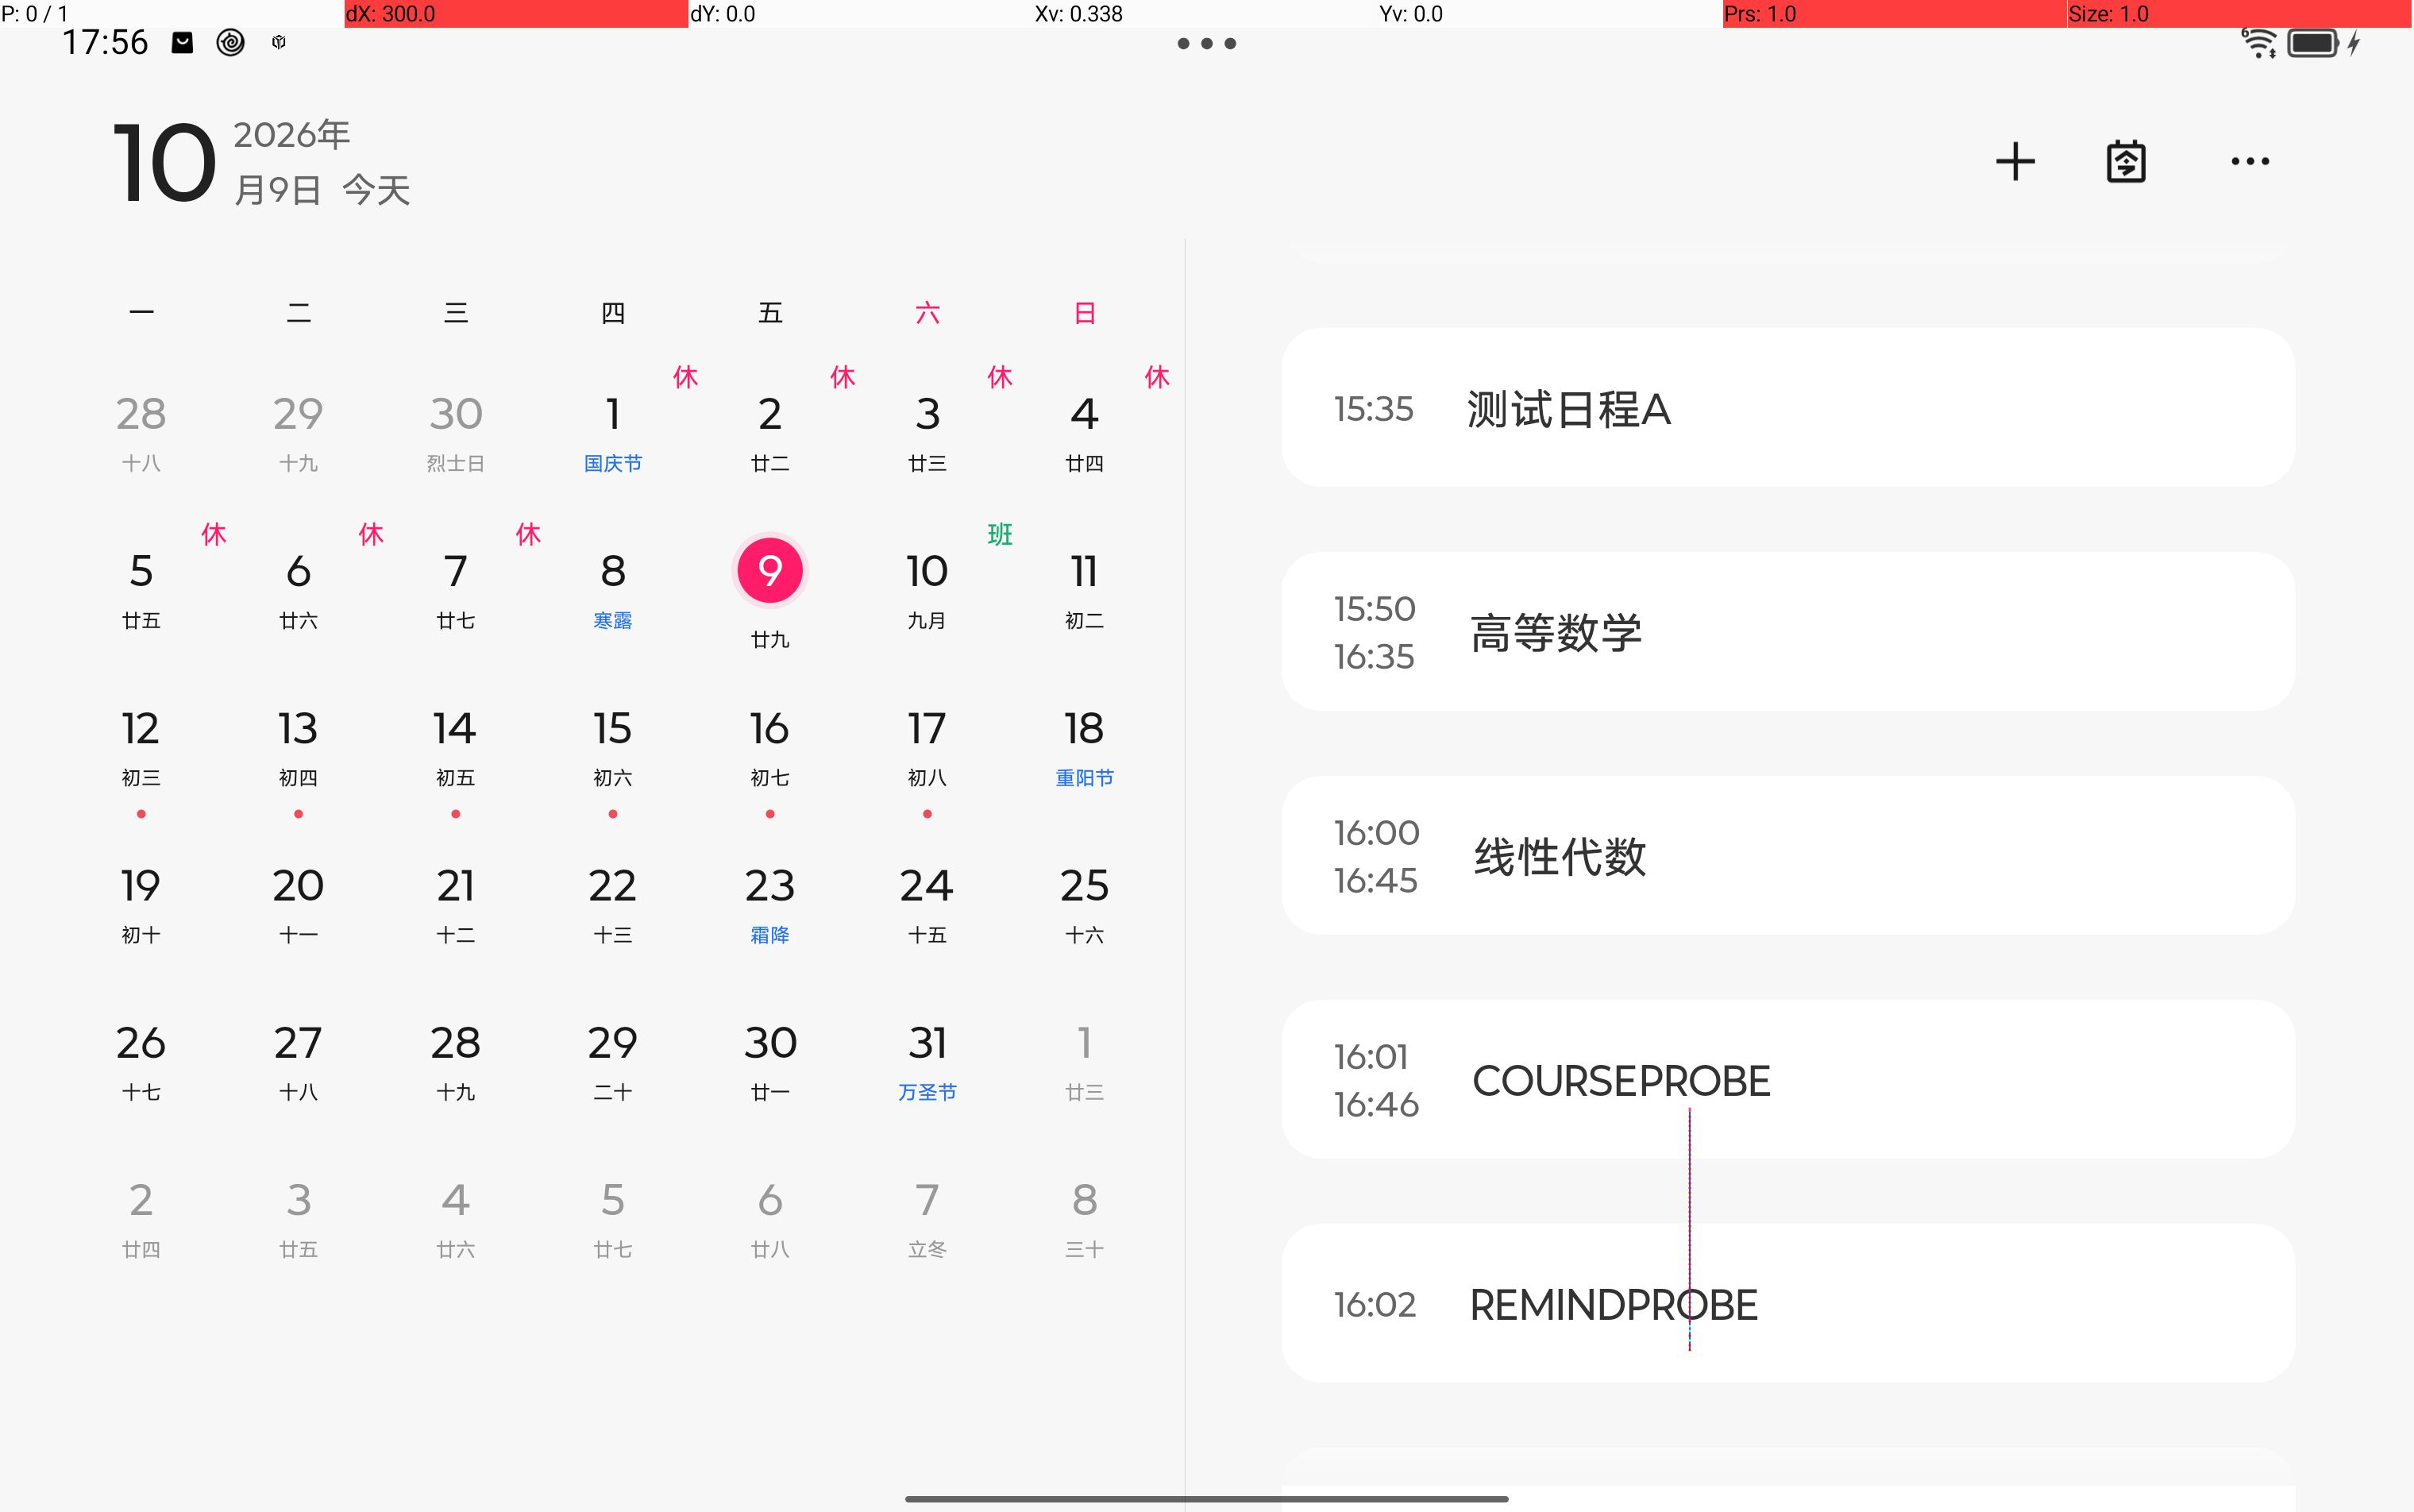 P: 0 / 1 dX: 300.0 dY: 0.0 Xv: 0.338 Yv: 0.0 Prs: 1.0 Size: 1.0
17:56
6
10 2026年
月9日 今天
今
一 二 三 四 五 六 日
休 休 休 休
28 29 30 1 2 3 4
十八 十九 烈士日 国庆节 廿二 廿三 廿四
休 休 休 班
5 6 7 8 9 10 11
廿五 廿六 廿七 寒露 廿九 九月 初二
12 13 14 15 16 17 18
初三 初四 初五 初六 初七 初八 重阳节
19 20 21 22 23 24 25
初十 十一 十二 十三 霜降 十五 十六
26 27 28 29 30 31 1
十七 十八 十九 二十 廿一 万圣节 廿三
2 3 4 5 6 7 8
廿四 廿五 廿六 廿七 廿八 立冬 三十
15:35 测试日程A
15:50
16:35
高等数学
16:00
16:45
线性代数
16:01
16:46
COURSEPROBE
16:02 REMINDPROBE